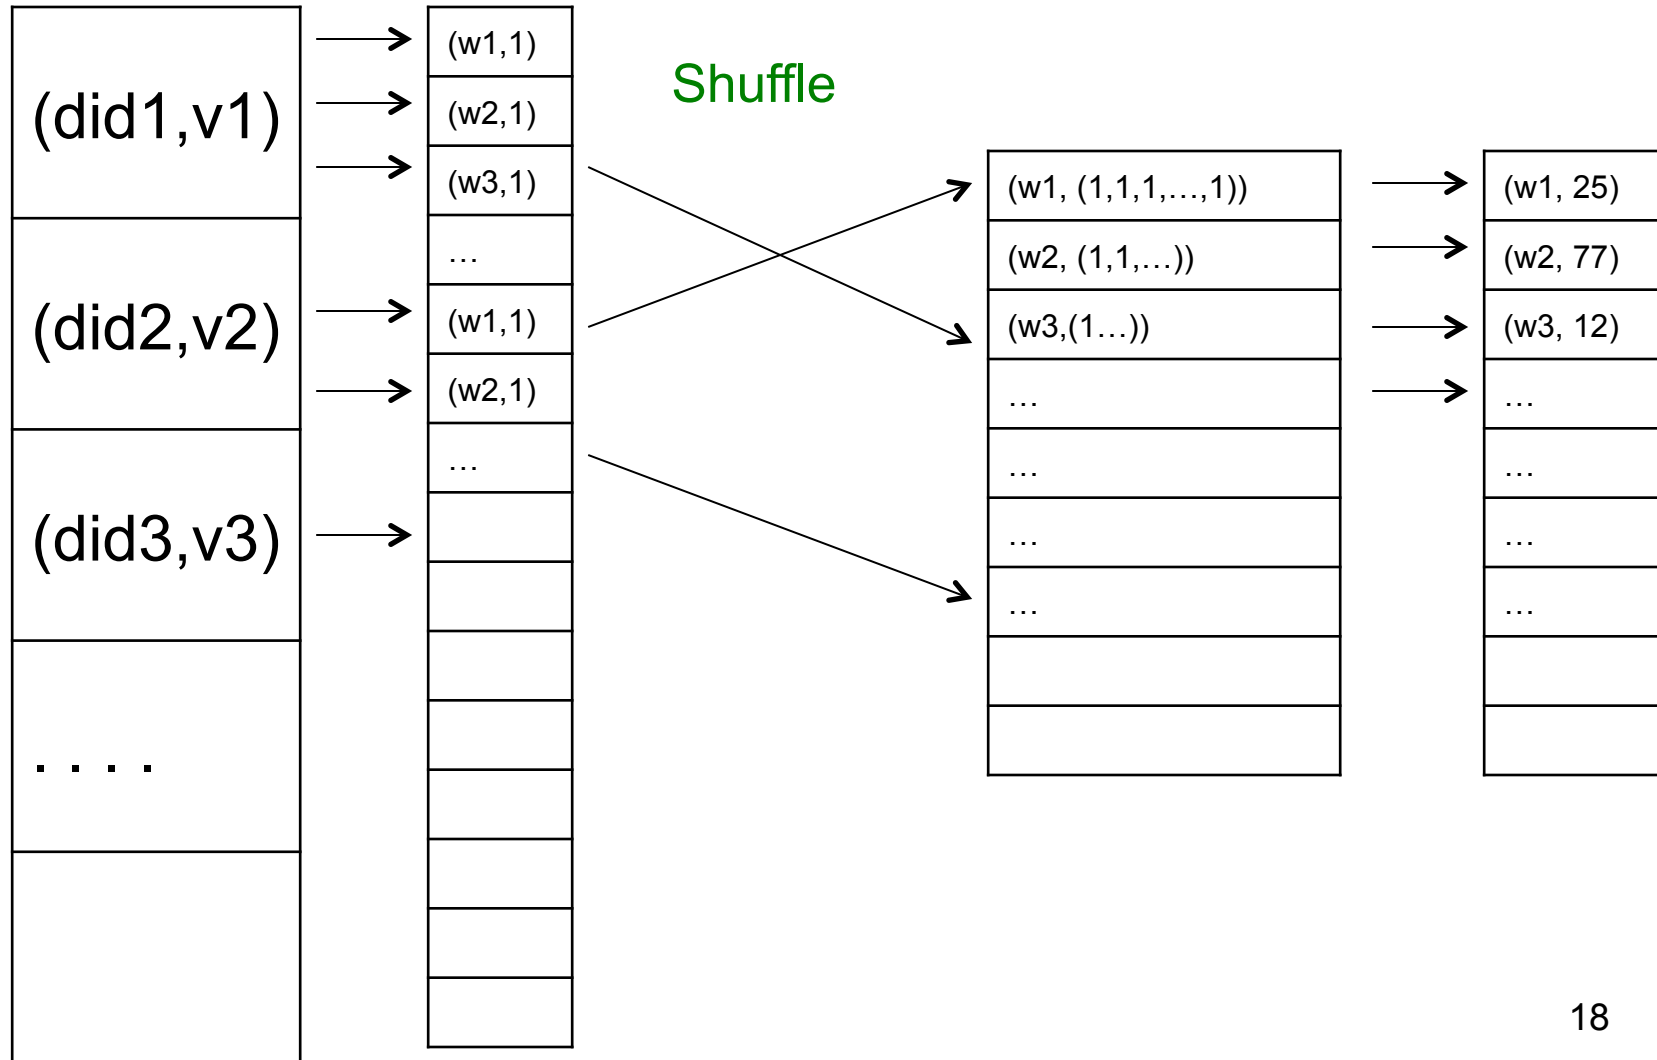 (did1,v1)
(did2,v2)
(did3,v3)
. . . .
(w1,1)
(w2,1)
(w3,1)
…
(w1,1)
(w2,1)
…
Shuffle
(w1, (1,1,1,…,1))
(w2, (1,1,…))
(w3,(1…))
…
…
…
…
(w1, 25)
(w2, 77)
(w3, 12)
…
…
…
…
18